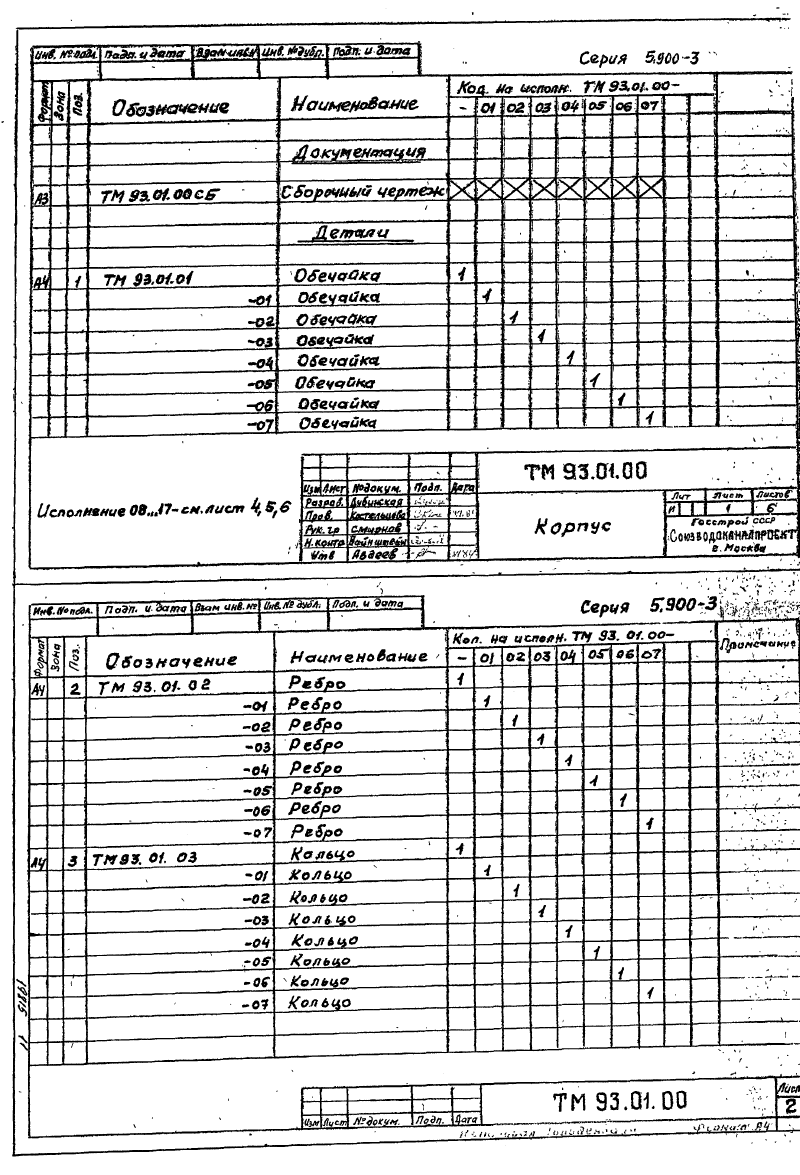 Инв. № подл. Подп. и дата Взам инв.№ Инв. № дубл. Подп. и дата
Серия 5.900-3
Формат Зона Поз. Обозначение Наименование Кол. на исполн. ТМ 93.01.00-
- 01 02 03 04 05 06 07
Документация
А3 ТМ 93.01.00СБ Сборочный чертеж X X X X X X X X
Детали
А4 1 ТМ 93.01.01 Обечайка 1
-01 Обечайка 1
-02 Обечайка 1
-03 Обечайка 1
-04 Обечайка 1
-05 Обечайка 1
-06 Обечайка 1
-07 Обечайка 1
Исполнение 08...17- см. лист 4,5,6
ТМ 93.01.00
Изм Лист № докум. Подп. Дата
Разраб. Дубинская
Пров.
Рук. гр Смирнов
Н. контр Вайнштейн
Утв Авдеев
Корпус
Лит Лист Листов
И 1 6
Госстрой СССР
СОЮЗВОДОКАНАЛПРОЕКТ
г. Москва
Инв. № подл. Подп. и дата Взам инв. № Инв. № дубл. Подп. и дата
Серия 5.900-3
Формат Зона Поз. Обозначение Наименование Кол. на исполн. ТМ 93.01.00- Примечание
- 01 02 03 04 05 06 07
А4 2 ТМ 93.01.02 Ребро 1
-01 Ребро 1
-02 Ребро 1
-03 Ребро 1
-04 Ребро 1
-05 Ребро 1
-06 Ребро 1
-07 Ребро 1
А4 3 ТМ 93.01.03 Кольцо 1
-01 Кольцо 1
-02 Кольцо 1
-03 Кольцо 1
-04 Кольцо 1
-05 Кольцо 1
-06 Кольцо 1
-07 Кольцо 1
ТМ 93.01.00
Лист
2
Изм Лист № докум. Подп. Дата
Формат А4